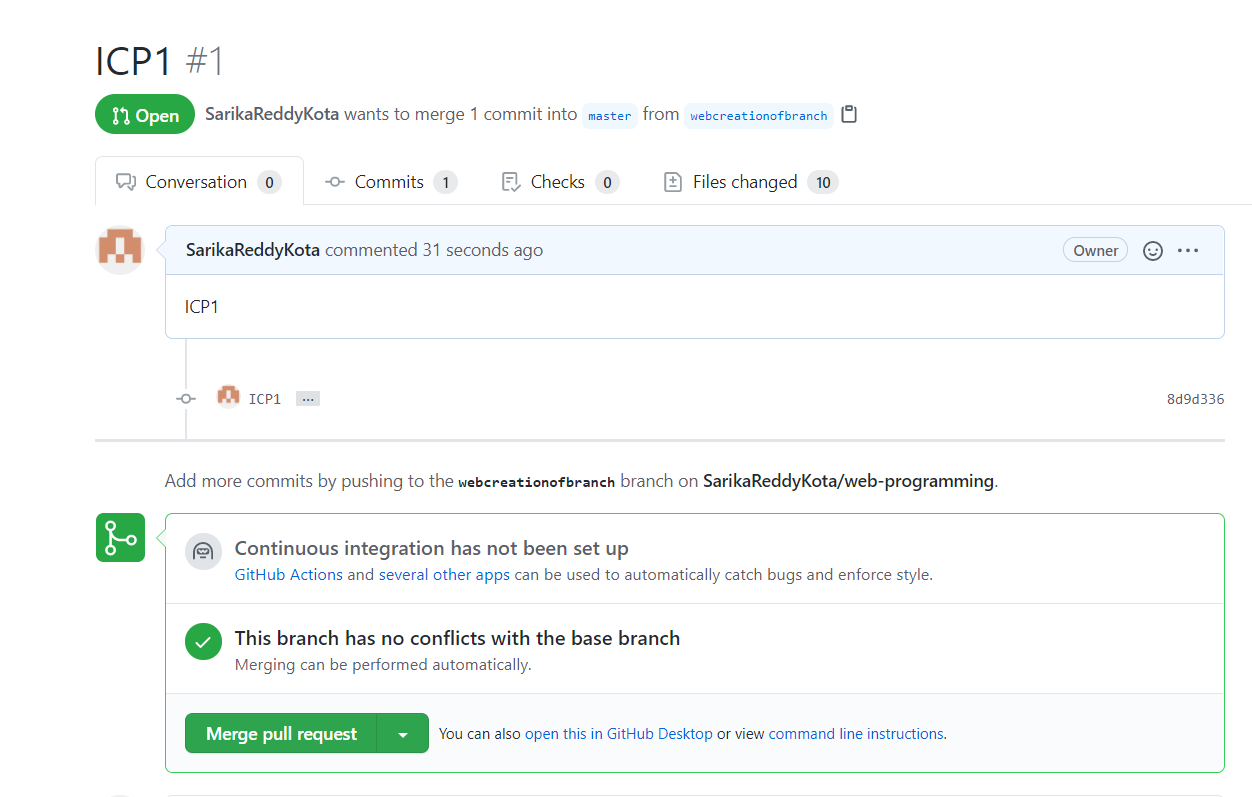 ICP1 #1
Open SarikaReddyKota wants to merge 1 commit into master from webcreationofbranch
Conversation 0 Commits 1 Checks 0 Files changed 10
SarikaReddyKota commented 31 seconds ago Owner
ICP1
ICP1 ... 8d9d336
Add more commits by pushing to the webcreationofbranch branch on SarikaReddyKota/web-programming.
Continuous integration has not been set up
GitHub Actions and several other apps can be used to automatically catch bugs and enforce style.
This branch has no conflicts with the base branch
Merging can be performed automatically.
Merge pull request You can also open this in GitHub Desktop or view command line instructions.